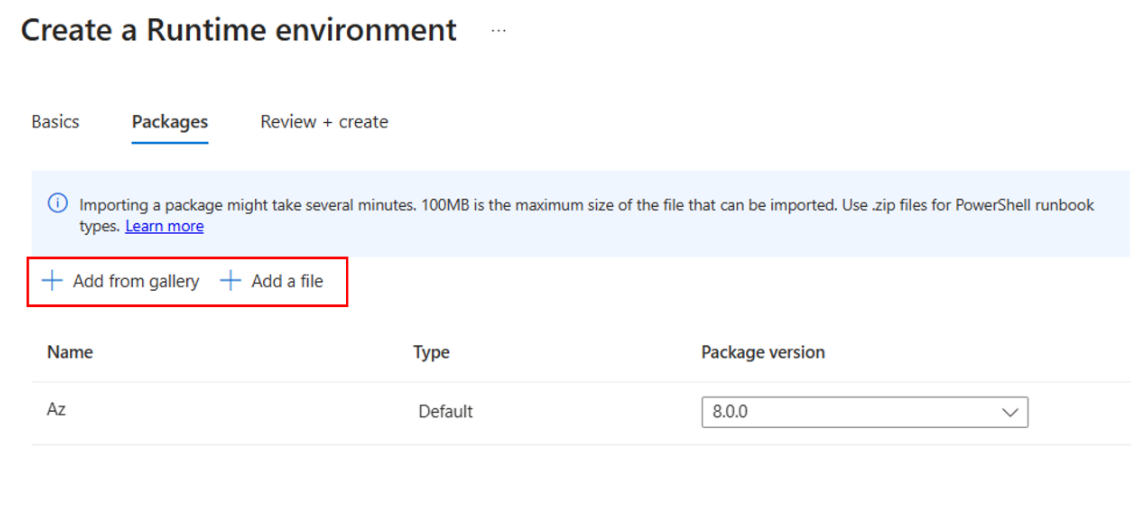 Create a Runtime environment ...
Basics Packages Review + create
Importing a package might take several minutes. 100MB is the maximum size of the file that can be imported. Use .zip files for PowerShell runbook
types. Learn more
Add from gallery Add a file
Name Type Package version
Az Default 8.0.0